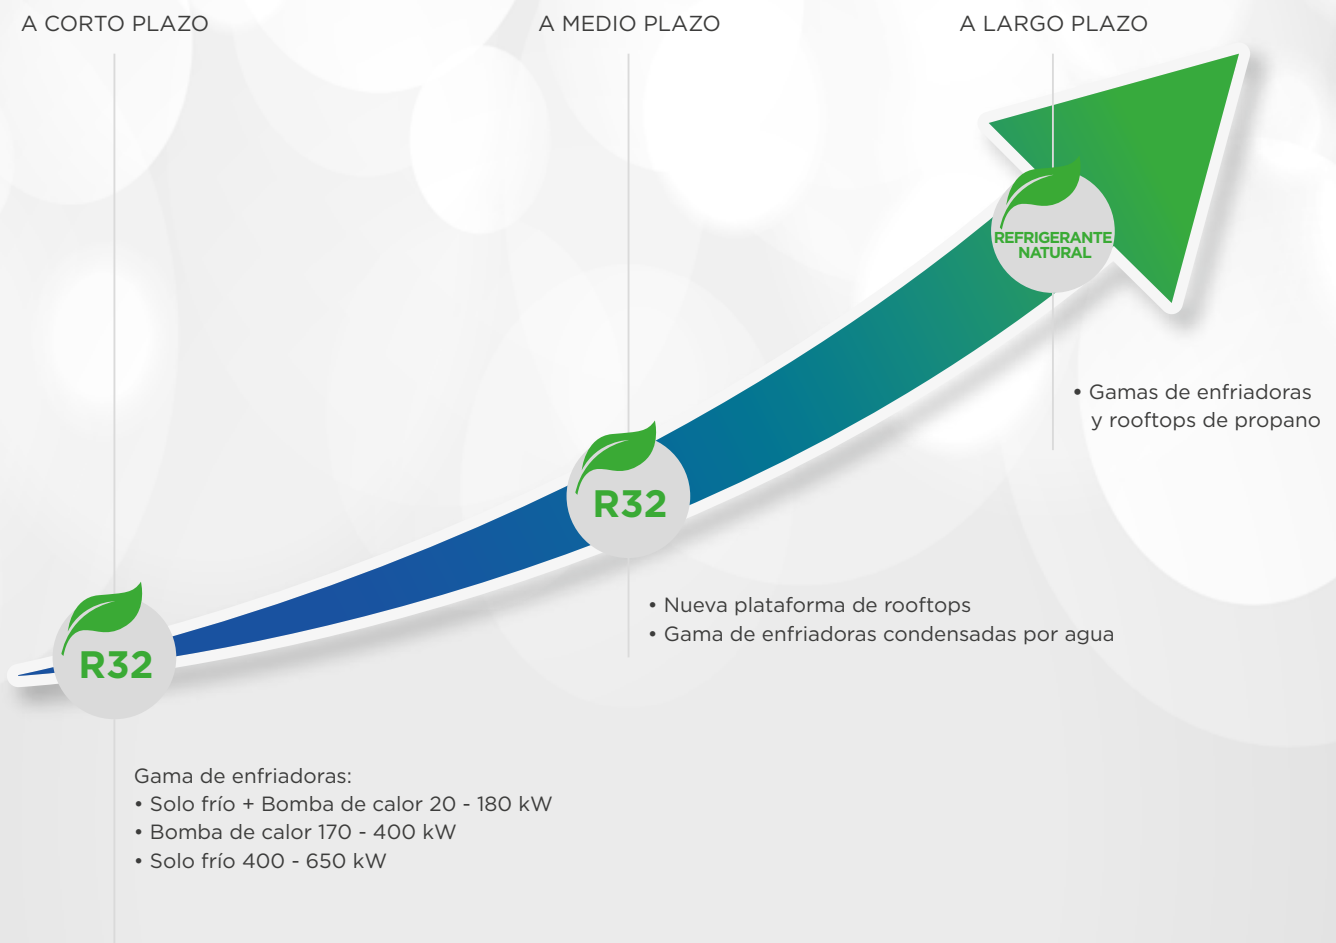 A CORTO PLAZO
A MEDIO PLAZO
A LARGO PLAZO
REFRIGERANTE
NATURAL
• Gamas de enfriadoras
y rooftops de propano
R32
• Nueva plataforma de rooftops
• Gama de enfriadoras condensadas por agua
R32
Gama de enfriadoras:
• Solo frío + Bomba de calor 20 - 180 kW
• Bomba de calor 170 - 400 kW
• Solo frío 400 - 650 kW